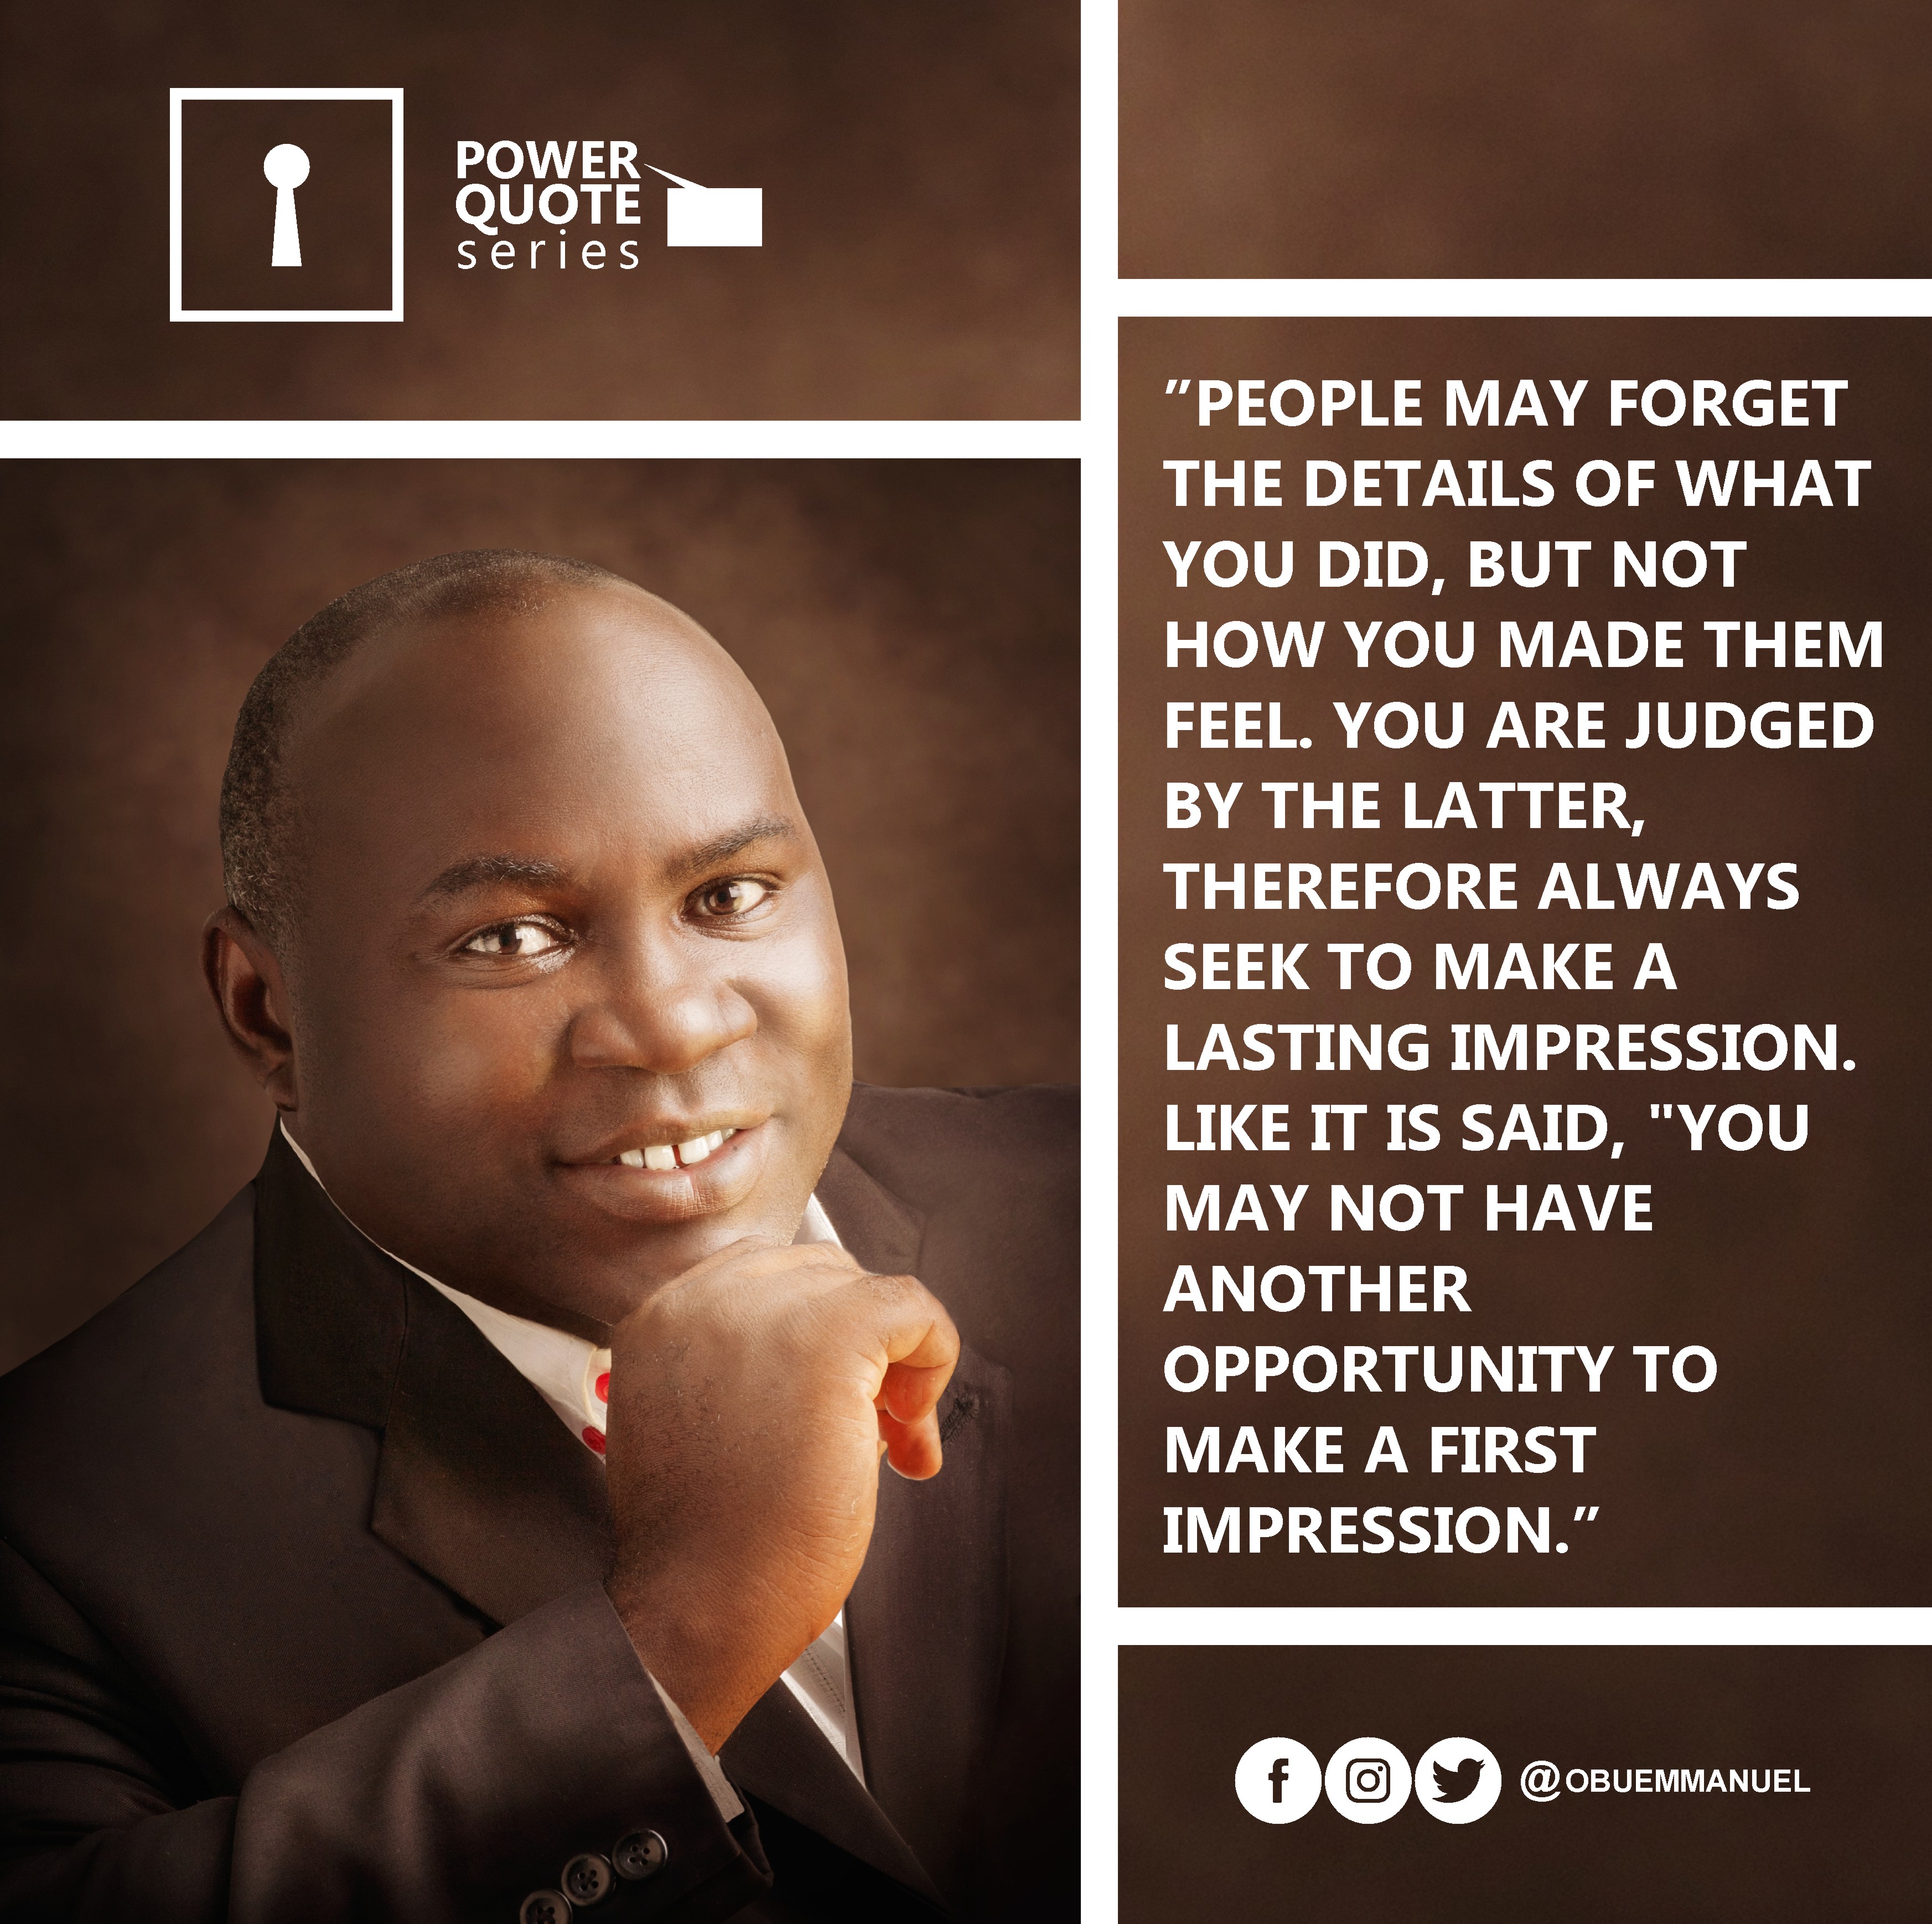 POWER
QUOTE
series
”PEOPLE MAY FORGET
THE DETAILS OF WHAT
YOU DID, BUT NOT
HOW YOU MADE THEM
FEEL. YOU ARE JUDGED
BY THE LATTER,
THEREFORE ALWAYS
SEEK TO MAKE A
LASTING IMPRESSION.
LIKE IT IS SAID, "YOU
MAY NOT HAVE
ANOTHER
OPPORTUNITY TO
MAKE A FIRST
IMPRESSION.”
@OBUEMMANUEL